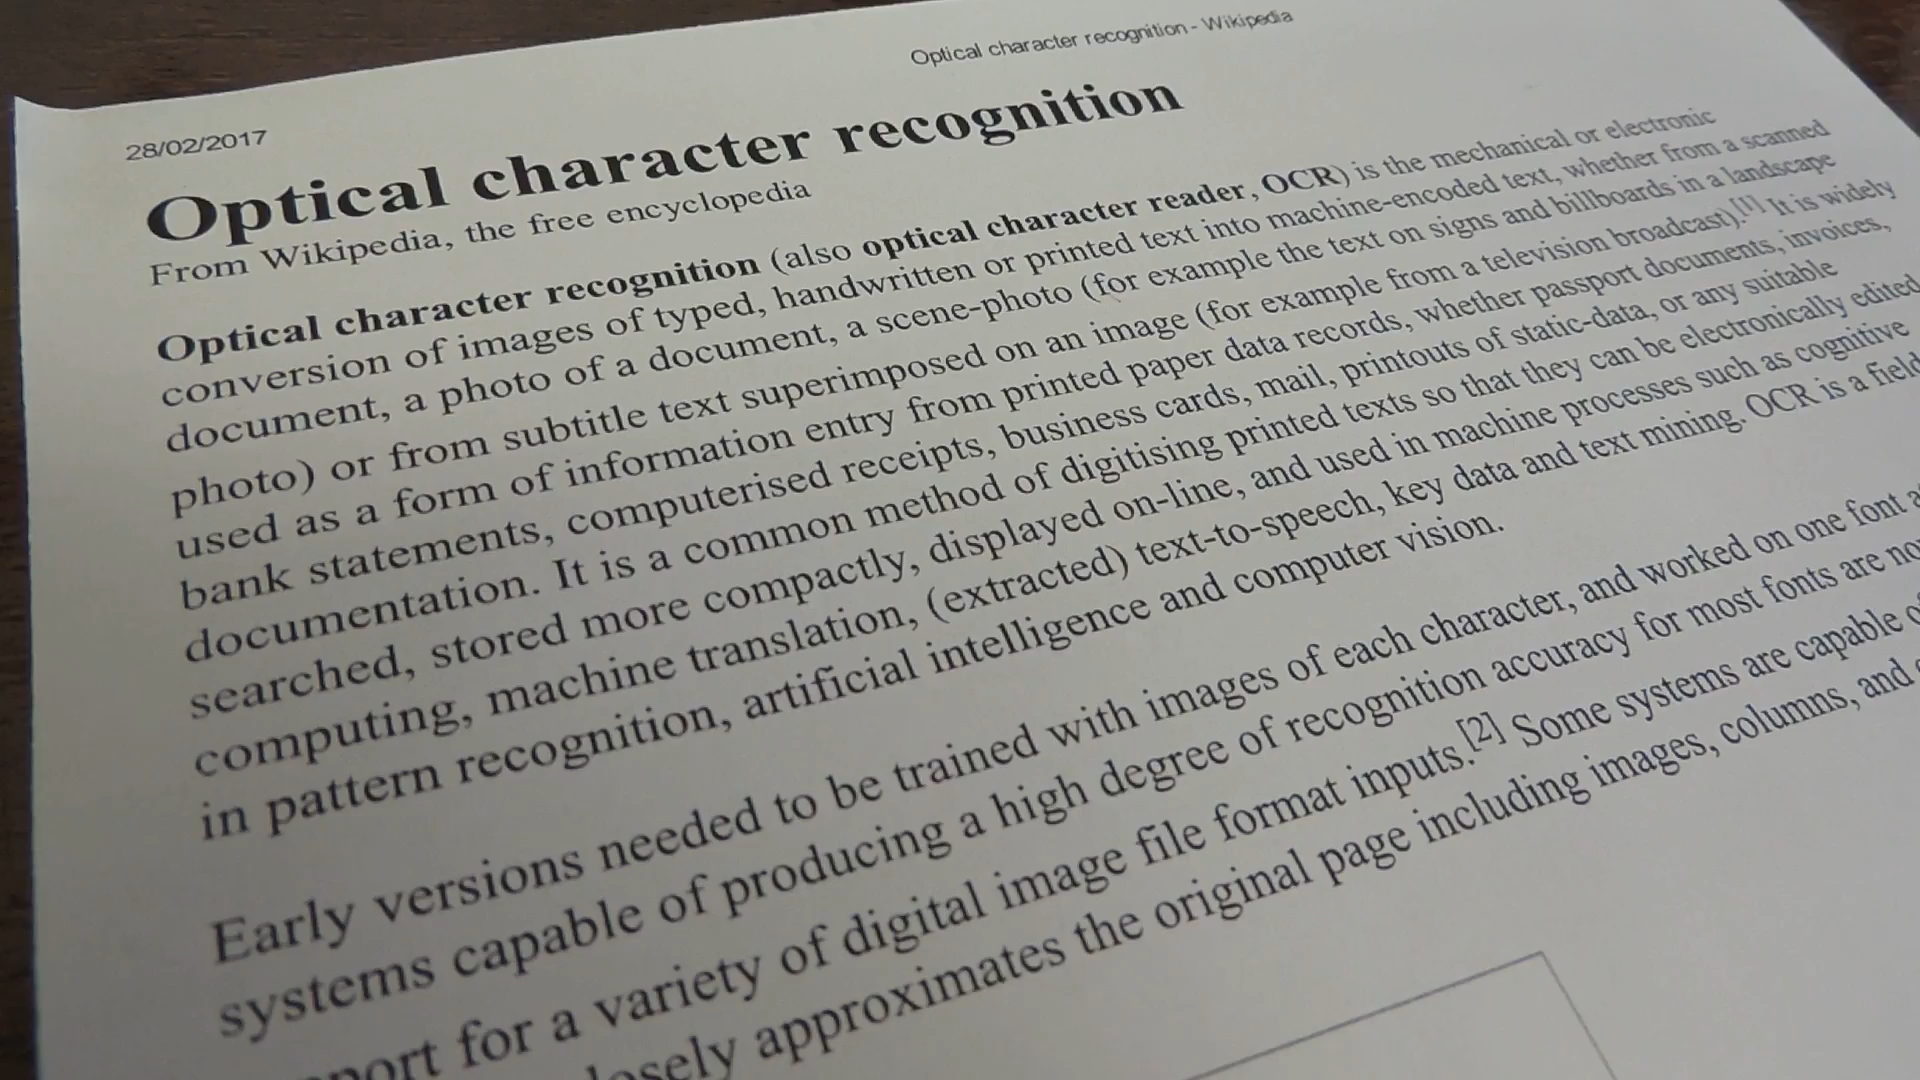 28/02/2017
Optical character recognition - Wikipedia
Optical character recognition
From Wikipedia, the free encyclopedia
Optical character recognition (also optical character reader, OCR) is the mechanical or electronic
conversion of images of typed, handwritten or printed text into machine-encoded text, whether from a scanned
document, a photo of a document, a scene-photo (for example the text on signs and billboards in a landscape
photo) or from subtitle text superimposed on an image (for example from a television broadcast).[1] It is widely
used as a form of information entry from printed paper data records, whether passport documents, invoices,
bank statements, computerised receipts, business cards, mail, printouts of static-data, or any suitable
documentation. It is a common method of digitising printed texts so that they can be electronically edited
searched, stored more compactly, displayed on-line, and used in machine processes such as cognitive
computing, machine translation, (extracted) text-to-speech, key data and text mining. OCR is a field
in pattern recognition, artificial intelligence and computer vision.
Early versions needed to be trained with images of each character, and worked on one font
systems capable of producing a high degree of recognition accuracy for most fonts are
for a variety of digital image file format inputs.[2] Some systems are capable
approximates the original page including images, columns, and